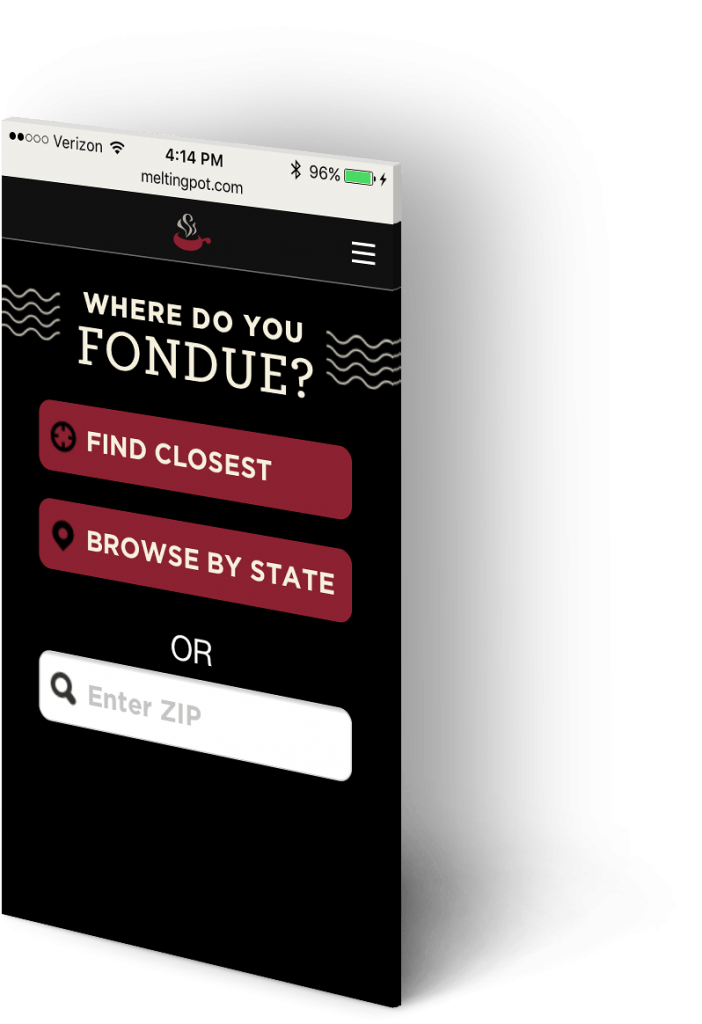 Verizon 4:14 PM 96%
meltingpot.com
WHERE DO YOU
FONDUE?
FIND CLOSEST
BROWSE BY STATE
OR
Enter ZIP